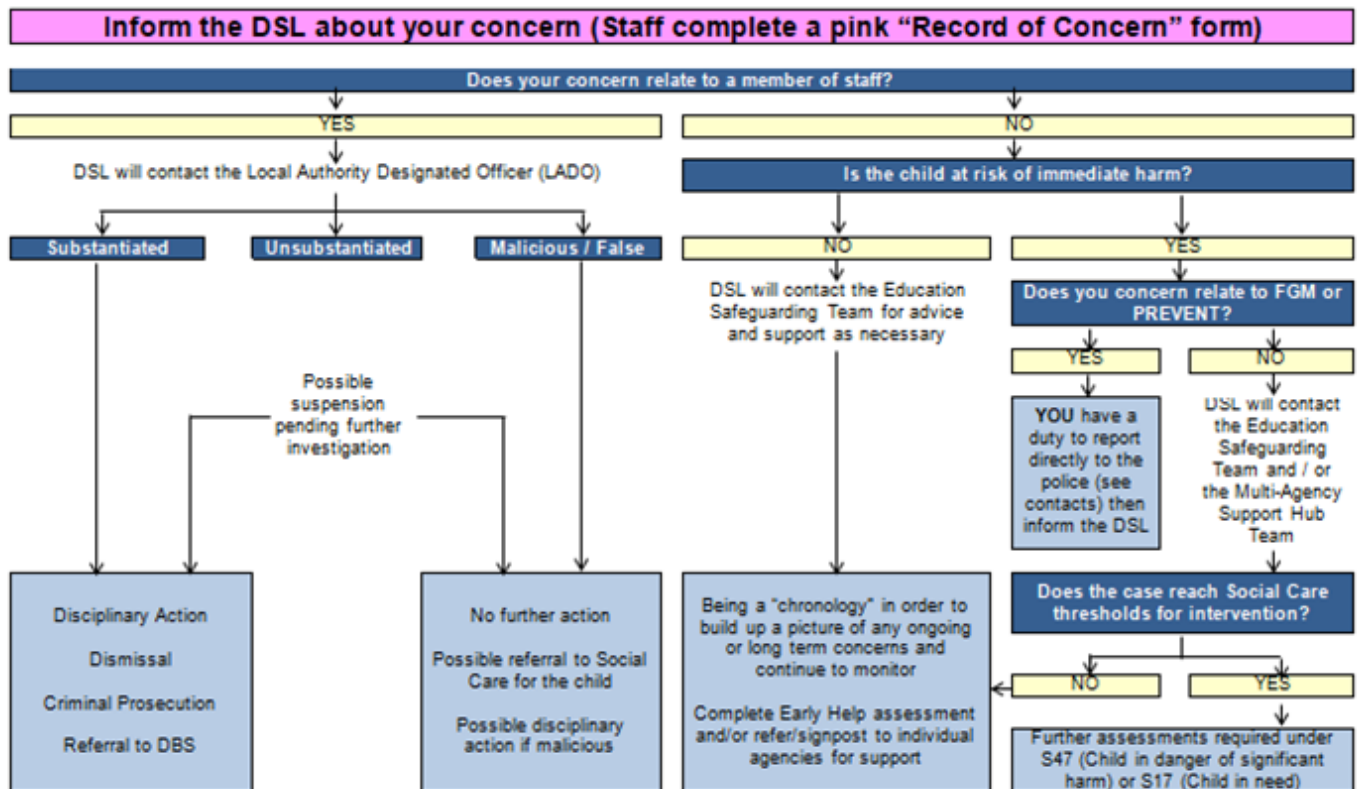 Inform the DSL about your concern (Staff complete a pink “Record of Concern” form)
Does your concern relate to a member of staff?
YES
NO
DSL will contact the Local Authority Designated Officer (LADO)
Is the child at risk of immediate harm?
Substantiated
Unsubstantiated
Malicious / False
NO
YES
DSL will contact the Education
Safeguarding Team for advice
and support as necessary
Does you concern relate to FGM or
PREVENT?
YES
NO
Possible
suspension
pending further
investigation
YOU have a
duty to report
directly to the
police (see
contacts) then
inform the DSL
DSL will contact
the Education
Safeguarding
Team and / or
the Multi-Agency
Support Hub
Team
Disciplinary Action
Dismissal
Criminal Prosecution
Referral to DBS
No further action
Possible referral to Social
Care for the child
Possible disciplinary
action if malicious
Being a “chronology” in order to
build up a picture of any ongoing
or long term concerns and
continue to monitor
Complete Early Help assessment
and/or refer/signpost to individual
agencies for support
Does the case reach Social Care
thresholds for intervention?
NO
YES
Further assessments required under
S47 (Child in danger of significant
harm) or S17 (Child in need)